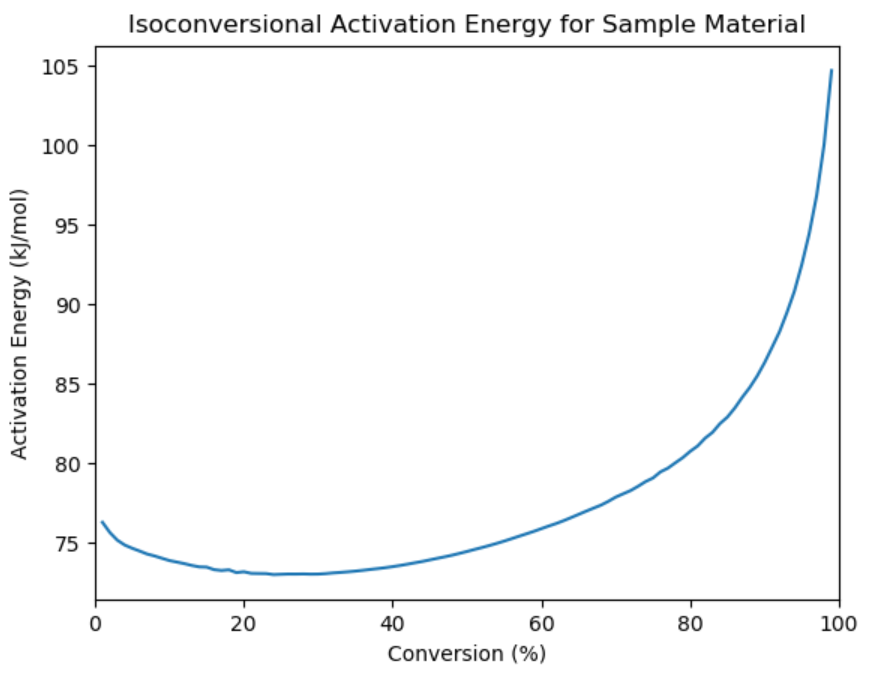 Isoconversional Activation Energy for Sample Material
Activation Energy (kJ/mol)
105
100
95
90
85
80
75
0 20 40 60 80 100
Conversion (%)